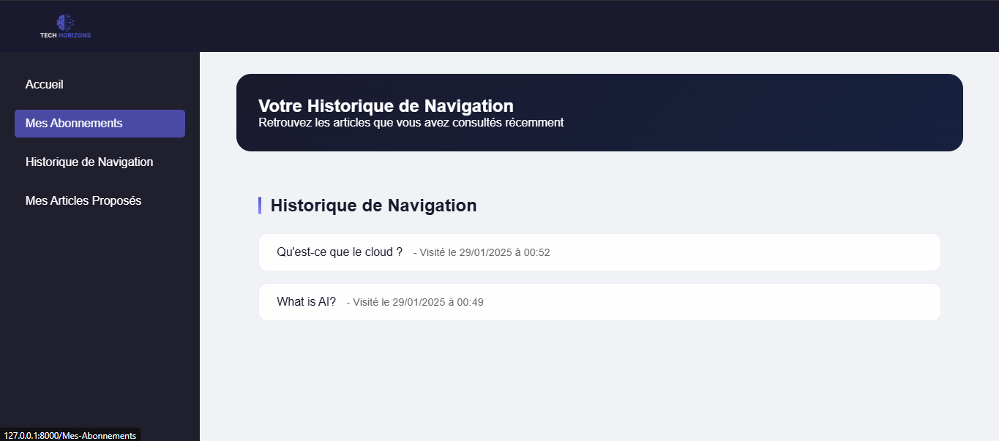 TECH HORIZONS
Accueil
Mes Abonnements
Historique de Navigation
Mes Articles Proposés
Votre Historique de Navigation
Retrouvez les articles que vous avez consultés récemment
Historique de Navigation
Qu'est-ce que le cloud ? - Visité le 29/01/2025 à 00:52
What is AI? - Visité le 29/01/2025 à 00:49
127.0.0.1:8000/Mes-Abonnements